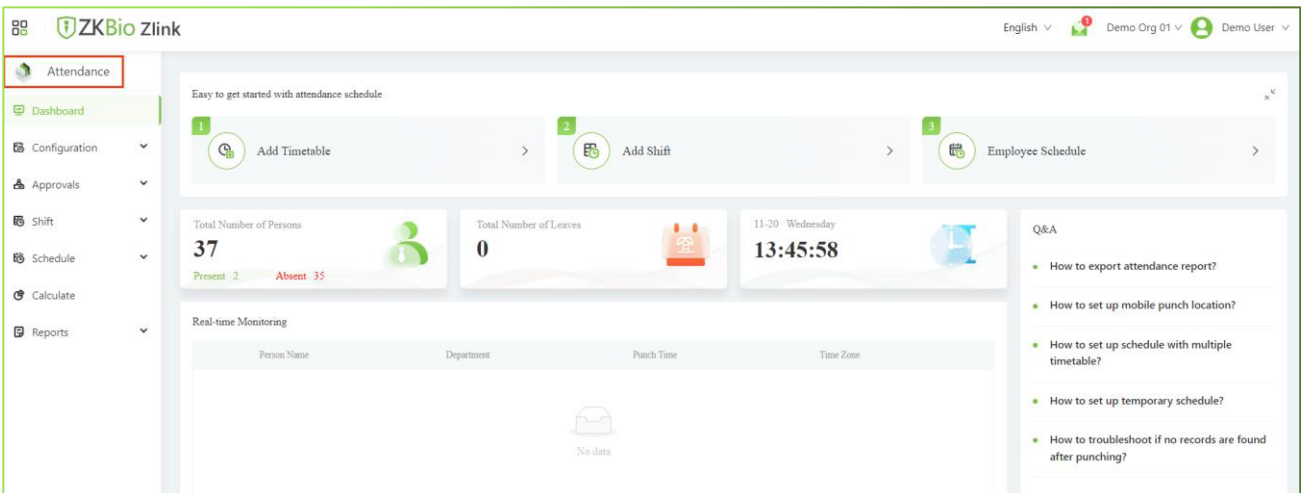 ZKBio Zlink
English
1
Demo Org 01
Demo User
Attendance
Dashboard
Configuration
Approvals
Shift
Schedule
Calculate
Reports
Easy to get started with attendance schedule
1
Add Timetable
2
Add Shift
3
Employee Schedule
Total Number of Persons
37
Present 2 Absent 35
Total Number of Leaves
0
11-20 Wednesday
13:45:58
Real-time Monitoring
Person Name Department Punch Time Time Zone
No data
Q&A
How to export attendance report?
How to set up mobile punch location?
How to set up schedule with multiple
timetable?
How to set up temporary schedule?
How to troubleshoot if no records are found
after punching?